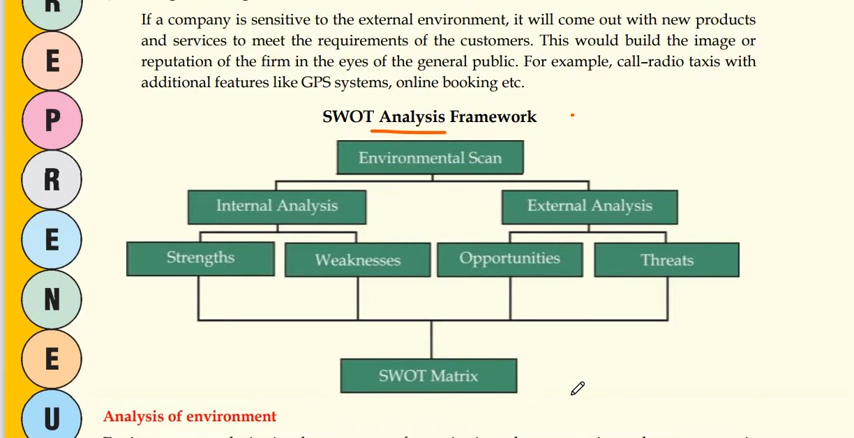 If a company is sensitive to the external environment, it will come out with new products
and services to meet the requirements of the customers. This would build the image or
reputation of the firm in the eyes of the general public. For example, call–radio taxis with
additional features like GPS systems, online booking etc.
SWOT Analysis Framework
Environmental Scan
Internal Analysis
External Analysis
Strengths
Weaknesses
Opportunities
Threats
SWOT Matrix
Analysis of environment
R
E
P
R
E
N
E
U